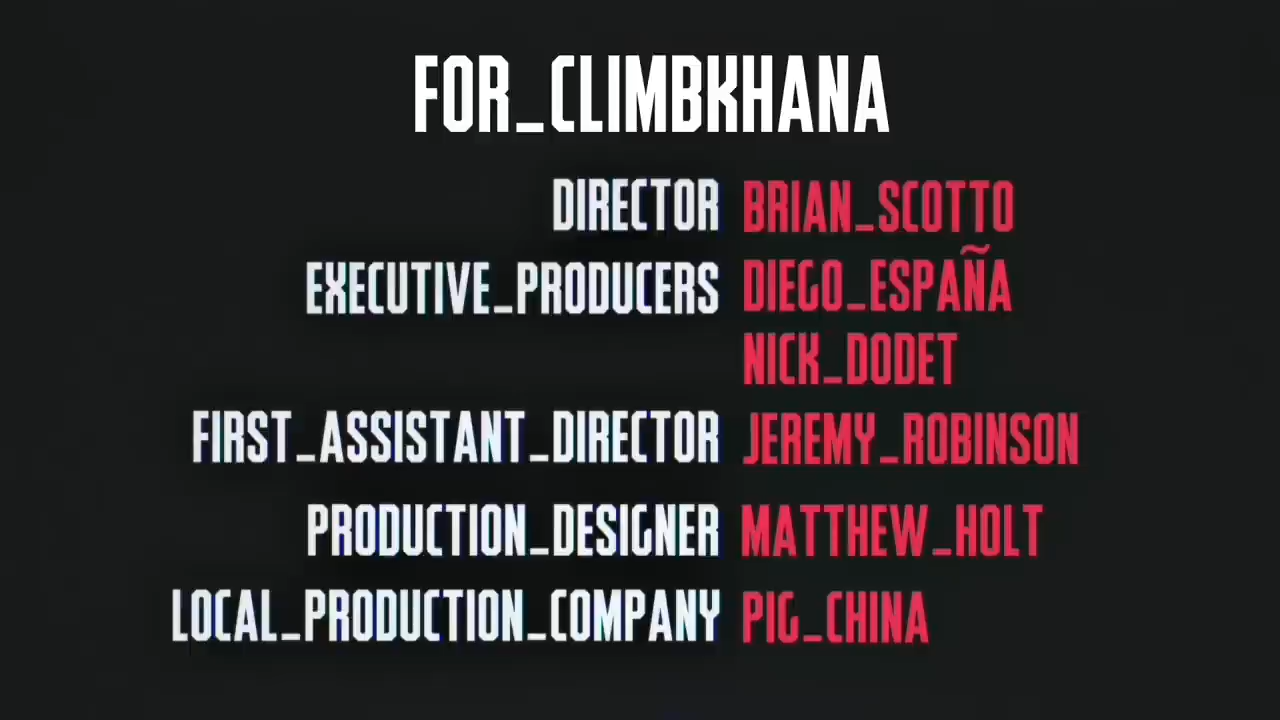 FOR_CLIMBKHANA
DIRECTOR BRIAN_SCOTTO
EXECUTIVE_PRODUCERS DIEGO_ESPAÑA
NICK_DODET
FIRST_ASSISTANT_DIRECTOR JEREMY_ROBINSON
PRODUCTION_DESIGNER MATTHEW_HOLT
LOCAL_PRODUCTION_COMPANY PIG_CHINA